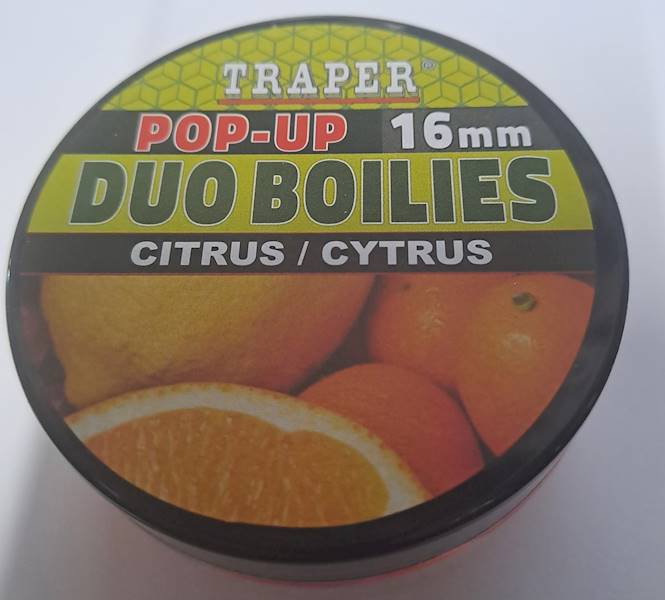 TRAPER®
POP-UP 16mm
DUO BOILIES
CITRUS / CYTRUS